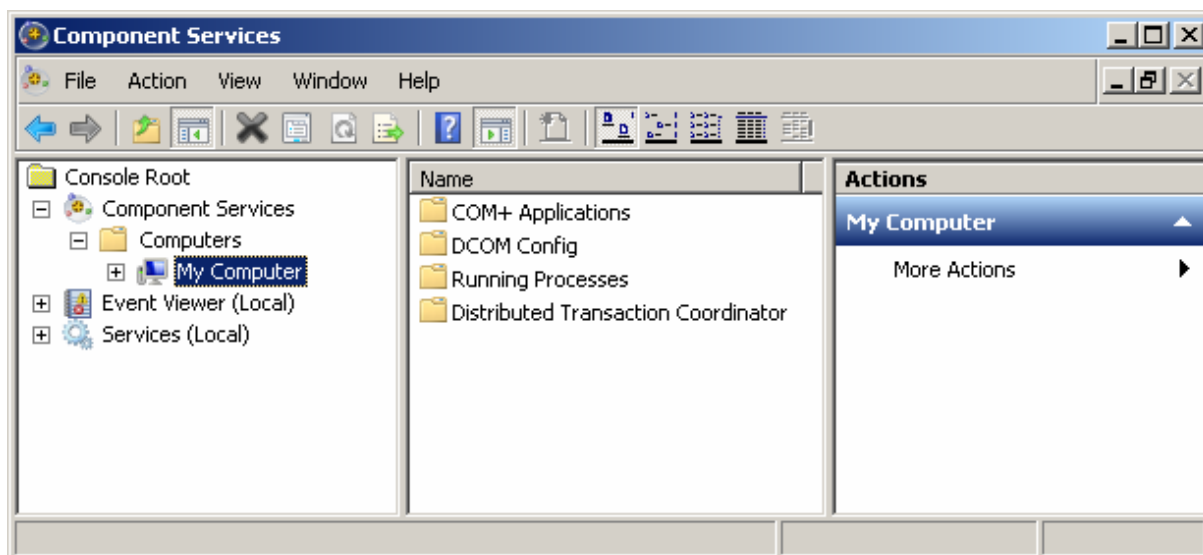 Component Services
File Action View Window Help
Console Root
Component Services
Computers
My Computer
Event Viewer (Local)
Services (Local)
Name
COM+ Applications
DCOM Config
Running Processes
Distributed Transaction Coordinator
Actions
My Computer
More Actions